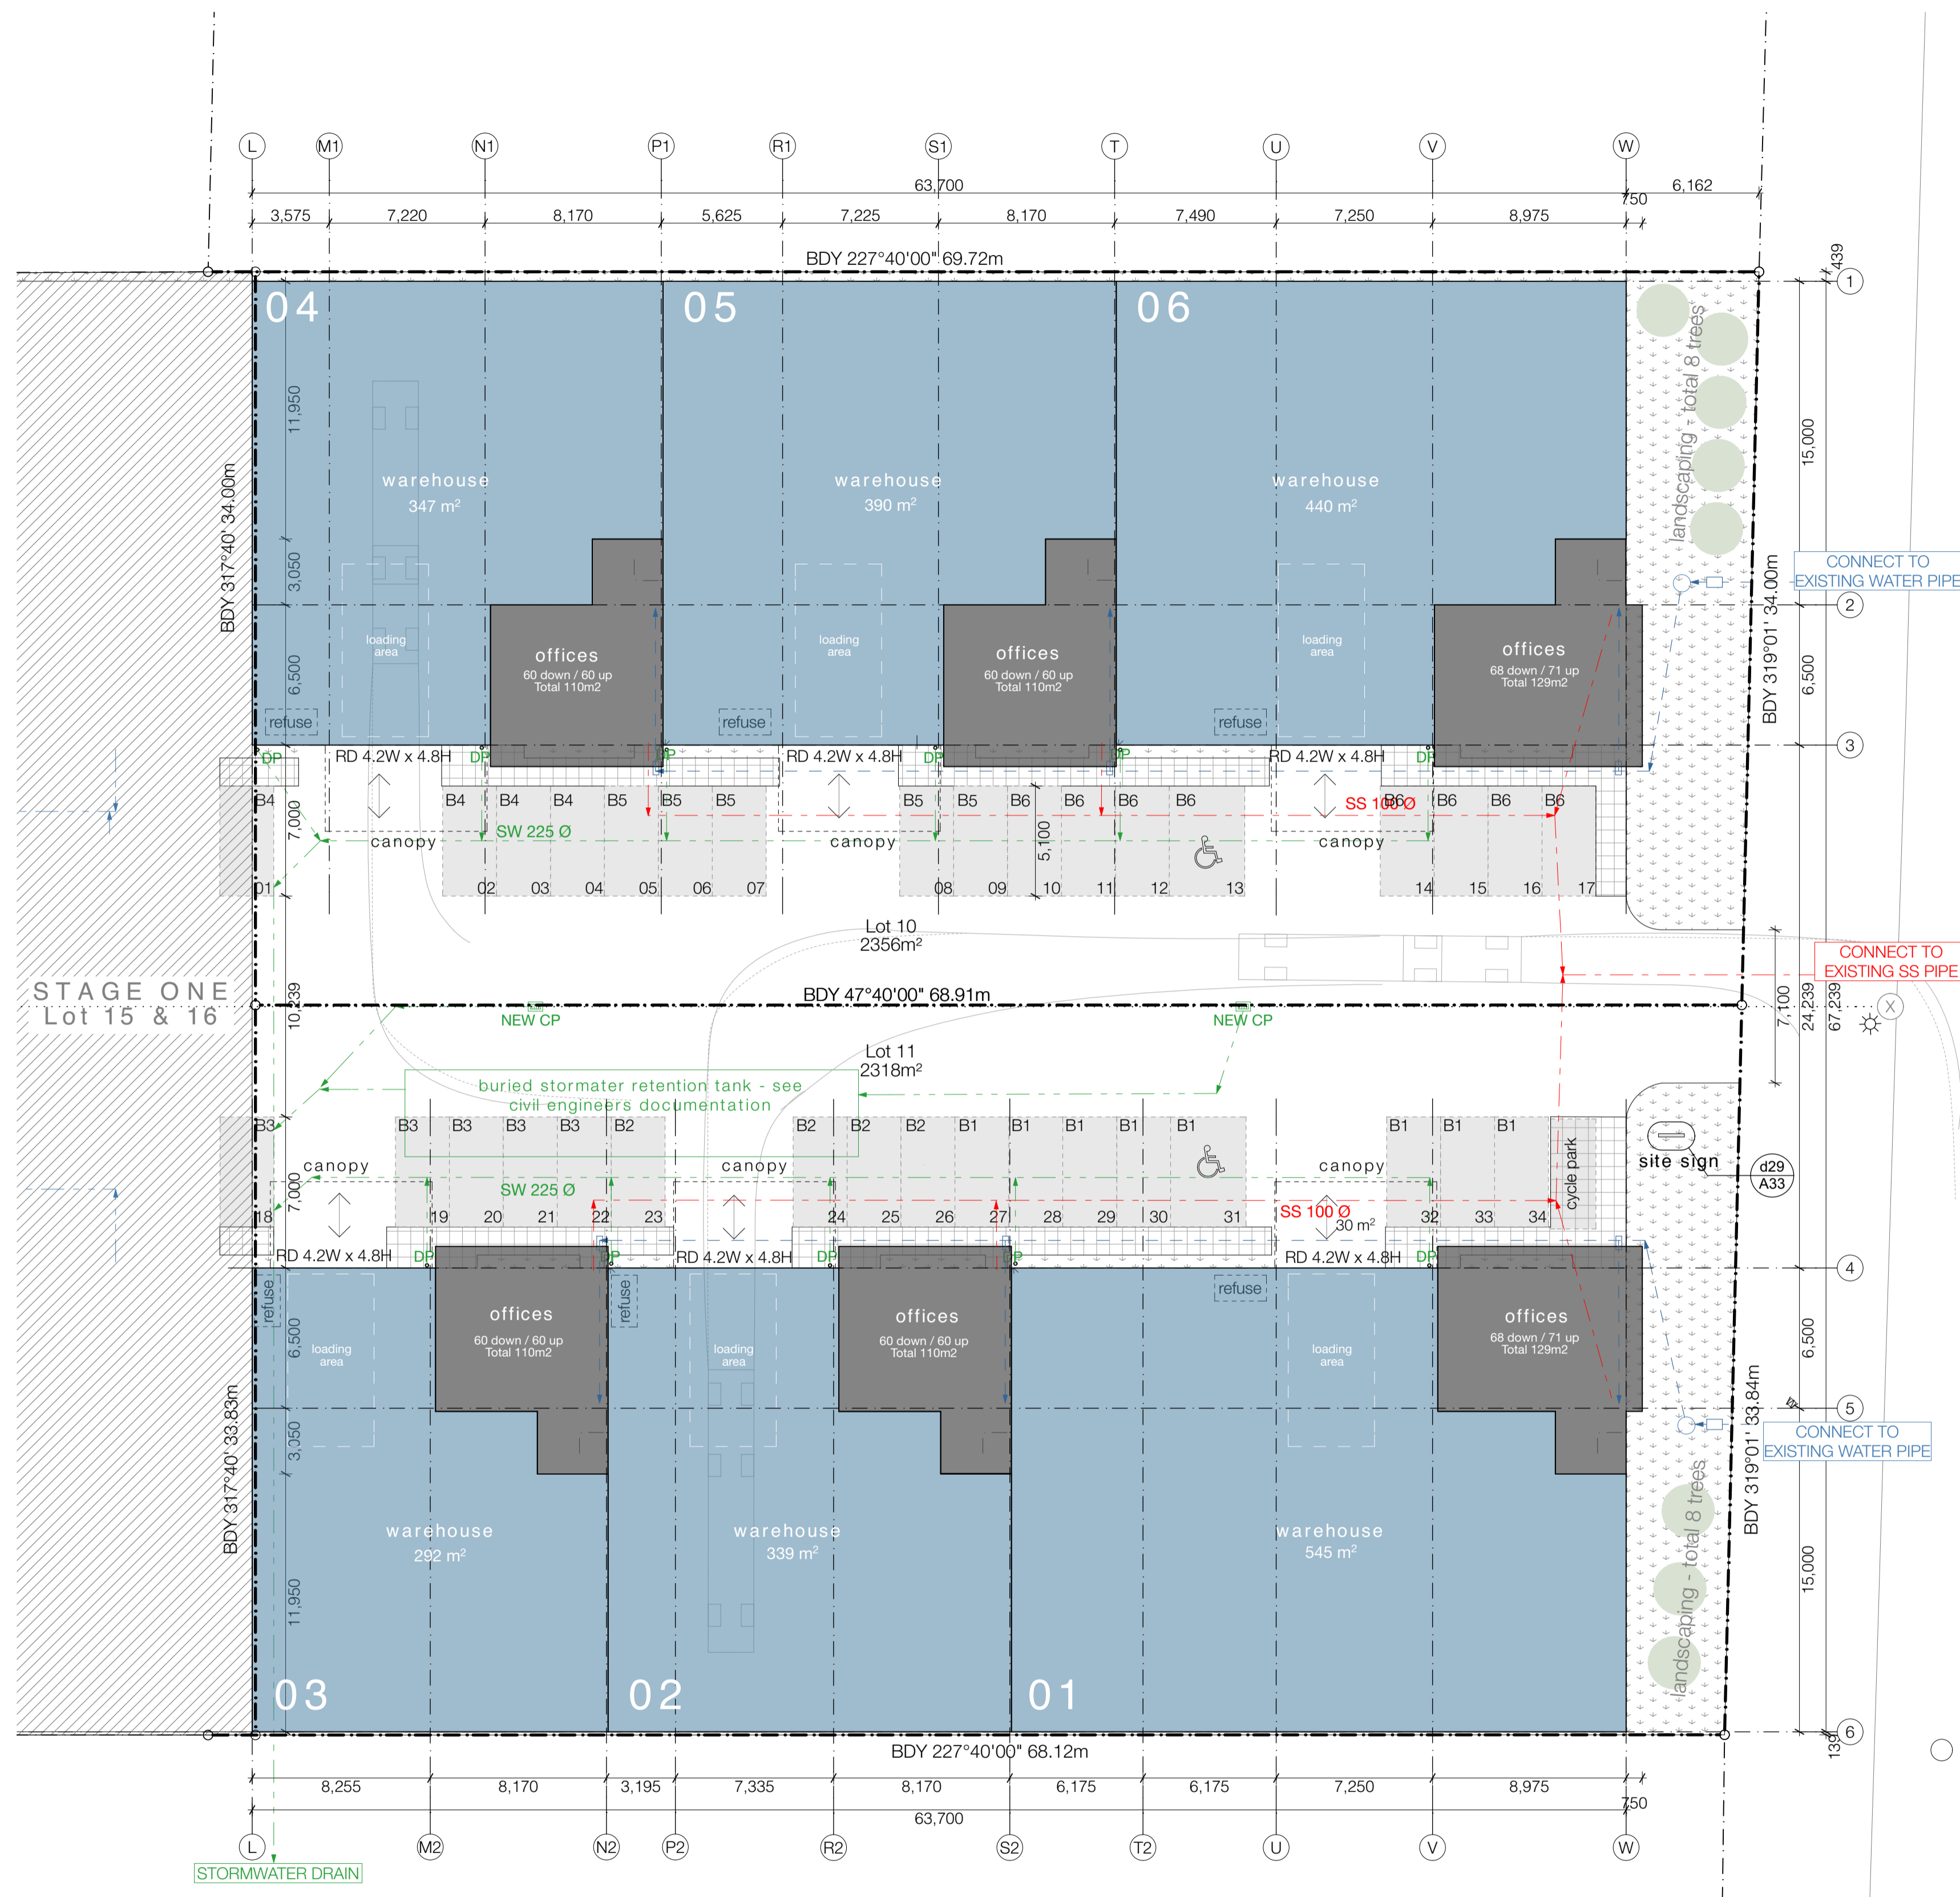 L
M1
N1
P1
R1
S1
T
U
V
W
63,700
6,162
750
3,575
7,220
8,170
5,625
7,225
8,170
7,490
7,250
8,975
BDY 227°40'00" 69.72m
439
1
04
05
06
landscaping - total 8 trees
15,000
11,950
BDY 317°40' 34.00m
warehouse
347 m²
warehouse
390 m²
warehouse
440 m²
3,050
CONNECT TO
EXISTING WATER PIPE
BDY 319°01' 34.00m
2
loading
area
loading
area
loading
area
offices
60 down / 60 up
Total 110m2
offices
60 down / 60 up
Total 110m2
offices
68 down / 71 up
Total 129m2
6,500
6,500
refuse
refuse
refuse
3
DP
RD 4.2W x 4.8H
DP
DP
RD 4.2W x 4.8H
DP
DP
RD 4.2W x 4.8H
DP
B4
B4
B4
B4
B5
B5
B5
B5
B5
B6
B6
B6
B6
B6
B6
B6
B6
SS 100 Ø
7,000
SW 225 Ø
canopy
canopy
5,100
canopy
01
02
03
04
05
06
07
08
09
10
11
12
13
14
15
16
17
Lot 10
2356m²
CONNECT TO
EXISTING SS PIPE
STAGE ONE
Lot 15 & 16
10,239
BDY 47°40'00" 68.91m
7,100
24,239
67,239
X
NEW CP
NEW CP
Lot 11
2318m²
buried stormater retention tank - see
civil engineers documentation
B3
B3
B3
B3
B3
B2
B2
B2
B2
B1
B1
B1
B1
B1
B1
B1
B1
canopy
canopy
canopy
cycle park
site sign
d29
A33
7,000
SW 225 Ø
SS 100 Ø
30 m²
18
19
20
21
22
23
24
25
26
27
28
29
30
31
32
33
34
RD 4.2W x 4.8H
DP
DP
RD 4.2W x 4.8H
DP
DP
RD 4.2W x 4.8H
DP
4
refuse
refuse
refuse
6,500
offices
60 down / 60 up
Total 110m2
offices
60 down / 60 up
Total 110m2
offices
68 down / 71 up
Total 129m2
loading
area
loading
area
loading
area
6,500
5
3,050
BDY 317°40' 33.83m
BDY 319°01' 33.84m
CONNECT TO
EXISTING WATER PIPE
warehouse
292 m²
warehouse
339 m²
warehouse
545 m²
11,950
15,000
landscaping - total 8 trees
03
02
01
6
139
BDY 227°40'00" 68.12m
8,255
8,170
3,195
7,335
8,170
6,175
6,175
7,250
8,975
750
63,700
L
M2
N2
P2
R2
S2
T2
U
V
W
STORMWATER DRAIN